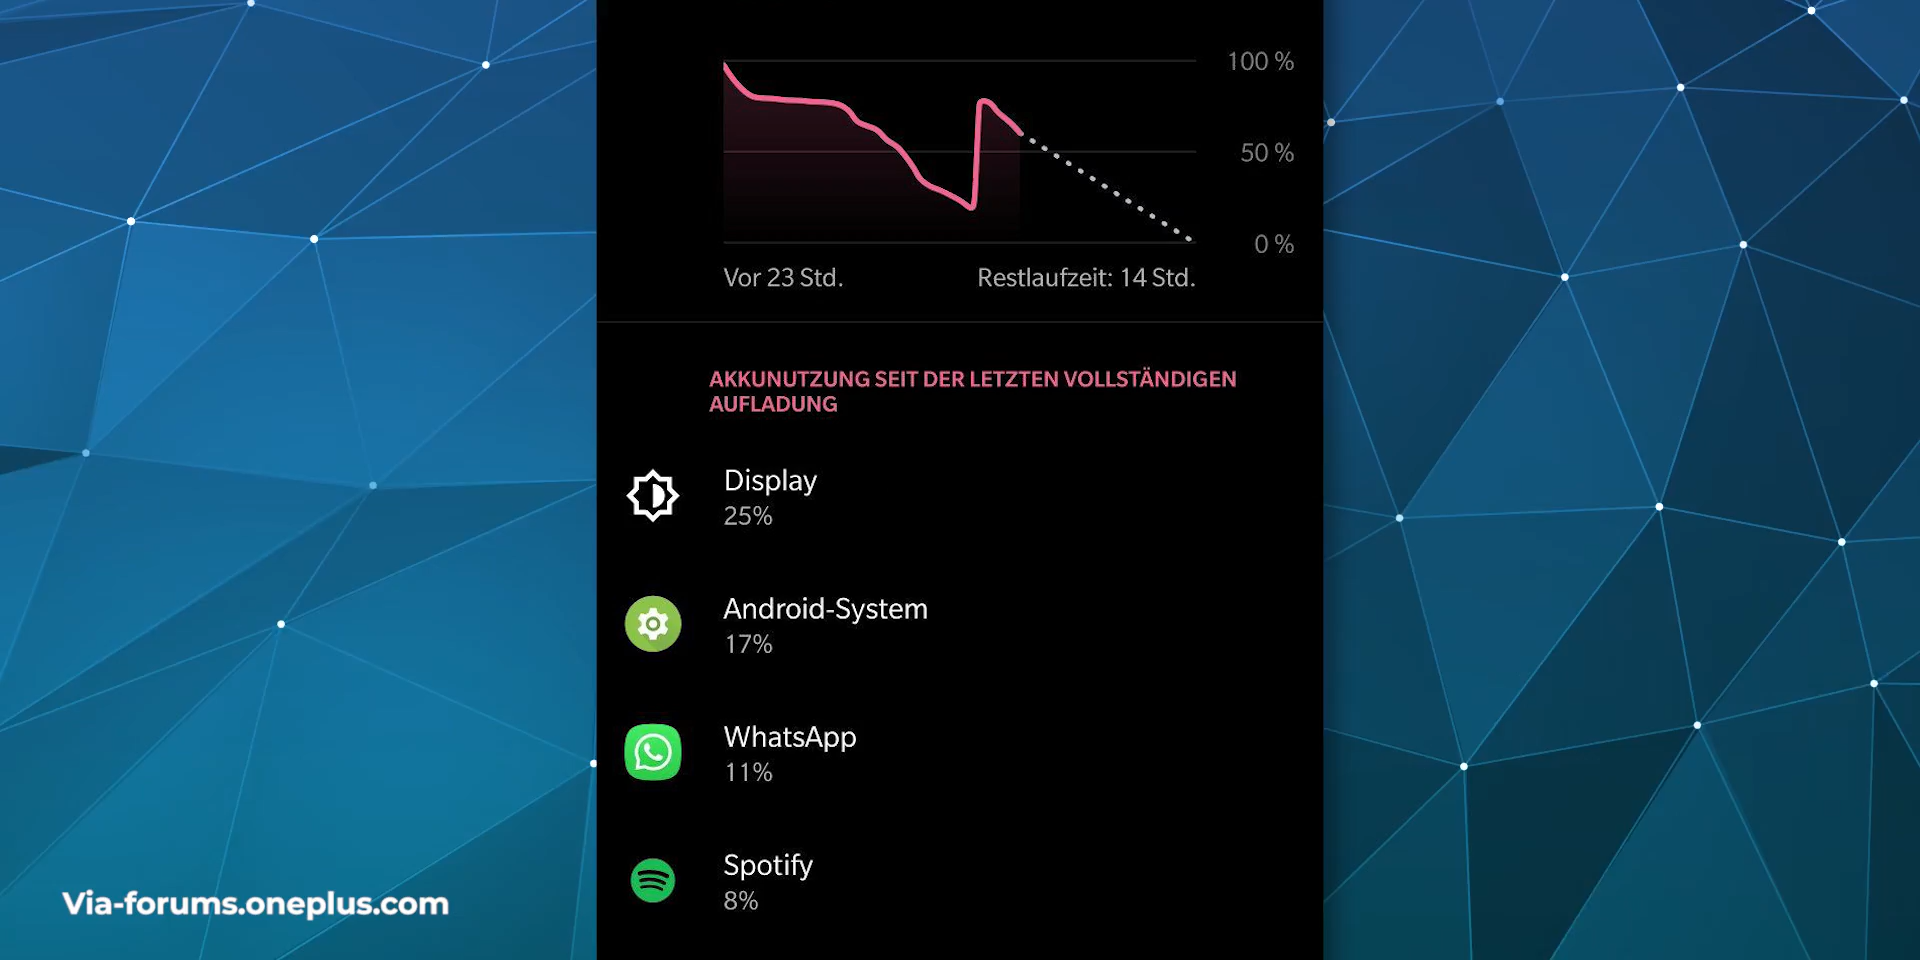 100 %
50 %
0 %
Vor 23 Std.
Restlaufzeit: 14 Std.
AKKUNUTZUNG SEIT DER LETZTEN VOLLSTÄNDIGEN
AUFLADUNG
Display
25%
Android-System
17%
WhatsApp
11%
Spotify
8%
Via-forums.oneplus.com